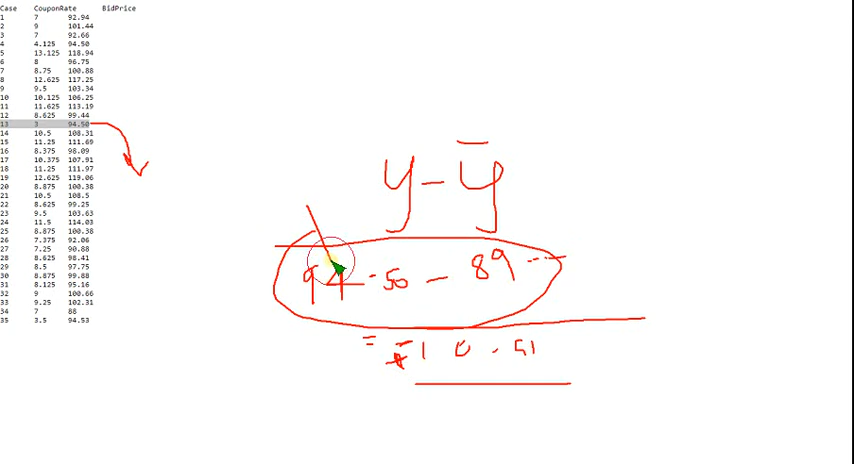 Case CouponRate BidPrice
1 7 92.94
2 9 101.44
3 7 92.66
4 4.125 94.50
5 13.125 118.94
6 8 96.75
7 8.75 100.88
8 12.625 117.25
9 9.5 103.34
10 10.125 106.25
11 11.625 113.19
12 8.625 99.44
13 3 94.50
14 10.5 108.31
15 11.25 111.69
16 8.375 98.09
17 10.375 107.91
18 11.25 111.97
19 12.625 119.06
20 8.875 100.38
21 10.5 108.5
22 8.625 99.25
23 9.5 103.63
24 11.5 114.03
25 8.875 100.38
26 7.375 92.06
27 7.25 90.88
28 8.625 98.41
29 8.5 97.75
30 8.875 99.88
31 8.125 95.16
32 9 100.66
33 9.25 102.31
34 7 88
35 3.5 94.53
y - ȳ
94.50 - 89 ---